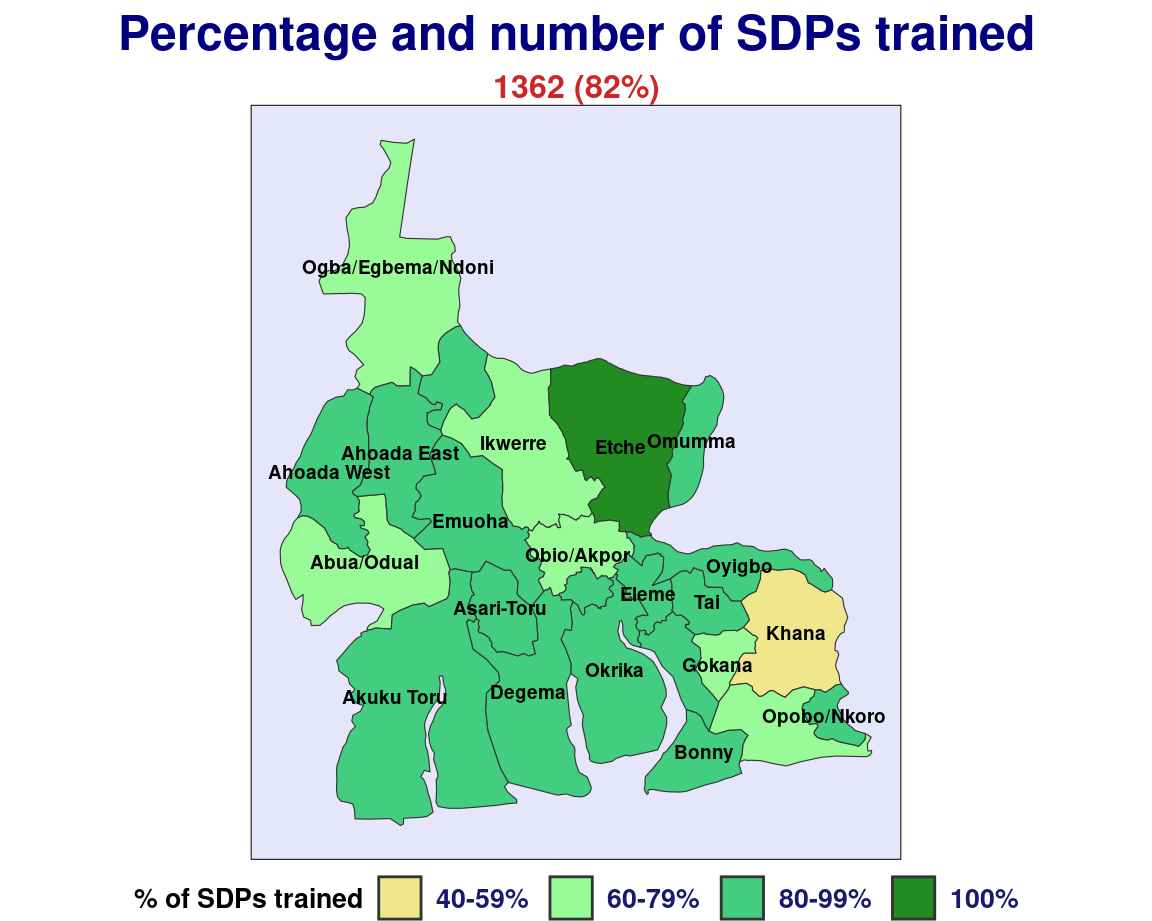 Percentage and number of SDPs trained
1362 (82%)
Ogba/Egbema/Ndoni
Ikwerre
Etche
Omumma
Ahoada East
Ahoada West
Emuoha
Obio/Akpor
Abua/Odual
Oyigbo
Eleme
Tai
Asari-Toru
Khana
Gokana
Okrika
Degema
Akuku Toru
Opobo/Nkoro
Bonny
% of SDPs trained 40-59% 60-79% 80-99% 100%